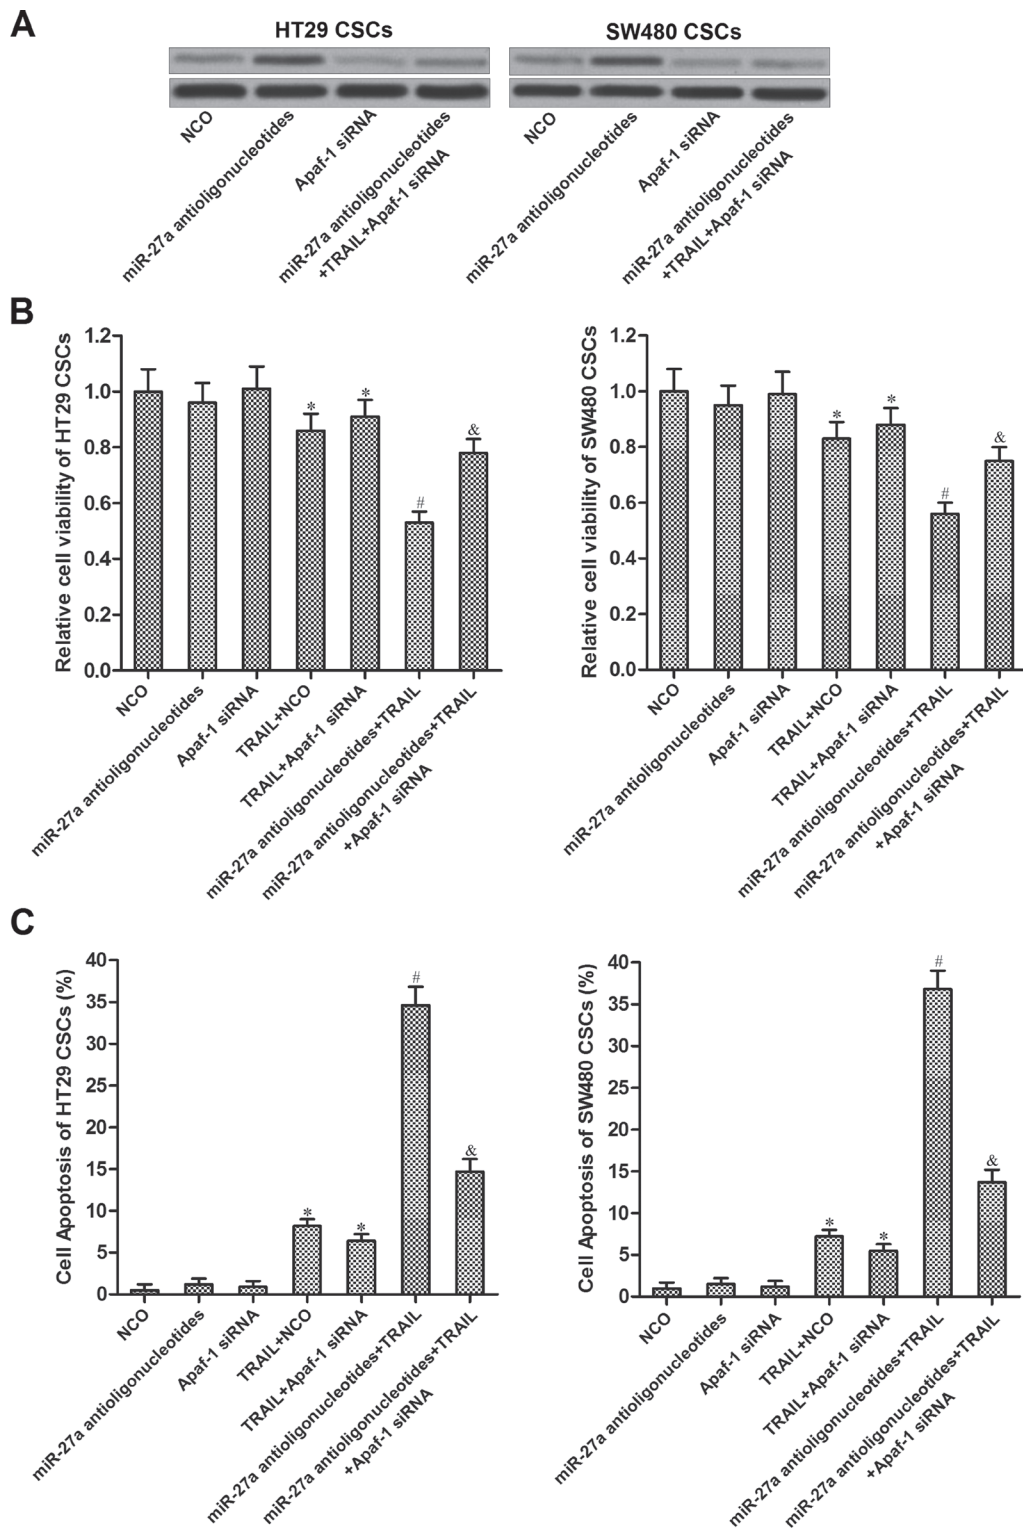 A
HT29 CSCs
SW480 CSCs
NCO
miR-27a antioligonucleotides
Apaf-1 siRNA
miR-27a antioligonucleotides
+TRAIL+Apaf-1 siRNA
NCO
miR-27a antioligonucleotides
Apaf-1 siRNA
miR-27a antioligonucleotides
+TRAIL+Apaf-1 siRNA
B
Relative cell viability of HT29 CSCs
1.2
1.0
0.8
0.6
0.4
0.2
0.0
*
*
#
&
NCO
miR-27a antioligonucleotides
Apaf-1 siRNA
TRAIL+NCO
TRAIL+Apaf-1 siRNA
miR-27a antioligonucleotides+TRAIL
miR-27a antioligonucleotides+TRAIL
+Apaf-1 siRNA
Relative cell viability of SW480 CSCs
1.2
1.0
0.8
0.6
0.4
0.2
0.0
*
*
#
&
NCO
miR-27a antioligonucleotides
Apaf-1 siRNA
TRAIL+NCO
TRAIL+Apaf-1 siRNA
miR-27a antioligonucleotides+TRAIL
miR-27a antioligonucleotides+TRAIL
+Apaf-1 siRNA
C
Cell Apoptosis of HT29 CSCs (%)
40
35
30
25
20
15
10
5
0
*
*
#
&
NCO
miR-27a antioligonucleotides
Apaf-1 siRNA
TRAIL+NCO
TRAIL+Apaf-1 siRNA
miR-27a antioligonucleotides+TRAIL
miR-27a antioligonucleotides+TRAIL
+Apaf-1 siRNA
Cell Apoptosis of SW480 CSCs (%)
40
35
30
25
20
15
10
5
0
*
*
#
&
NCO
miR-27a antioligonucleotides
Apaf-1 siRNA
TRAIL+NCO
TRAIL+Apaf-1 siRNA
miR-27a antioligonucleotides+TRAIL
miR-27a antioligonucleotides+TRAIL
+Apaf-1 siRNA